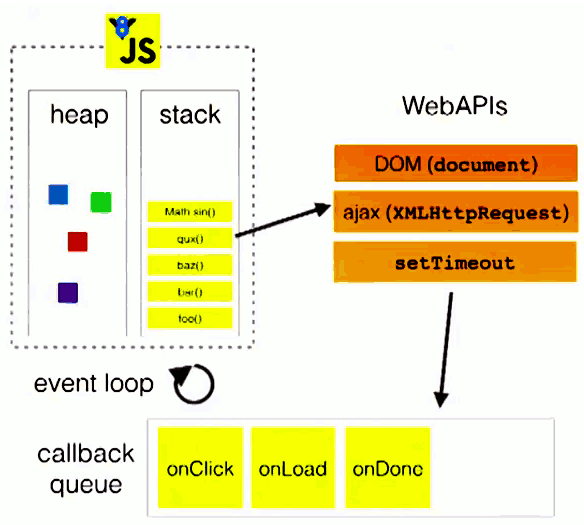 JS
heap
stack
WebAPIs
Math sin()
qux()
baz()
bar()
foo()
DOM (document)
ajax (XMLHttpRequest)
setTimeout
event loop
callback
queue
onClick
onLoad
onDone